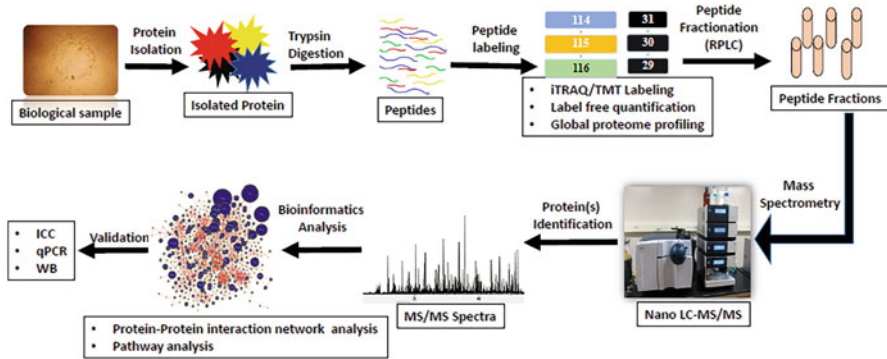 Protein
Isolation
Biological sample
Isolated Protein
Trypsin
Digestion
Peptides
Peptide
labeling
114 31
115 30
116 29
• iTRAQ/TMT Labeling
• Label free quantification
• Global proteome profiling
Peptide
Fractionation
(RPLC)
Peptide Fractions
Mass
Spectrometry
Nano LC-MS/MS
Protein(s)
Identification
MS/MS Spectra
Bioinformatics
Analysis
• Protein-Protein interaction network analysis
• Pathway analysis
Validation
• ICC
• qPCR
• WB